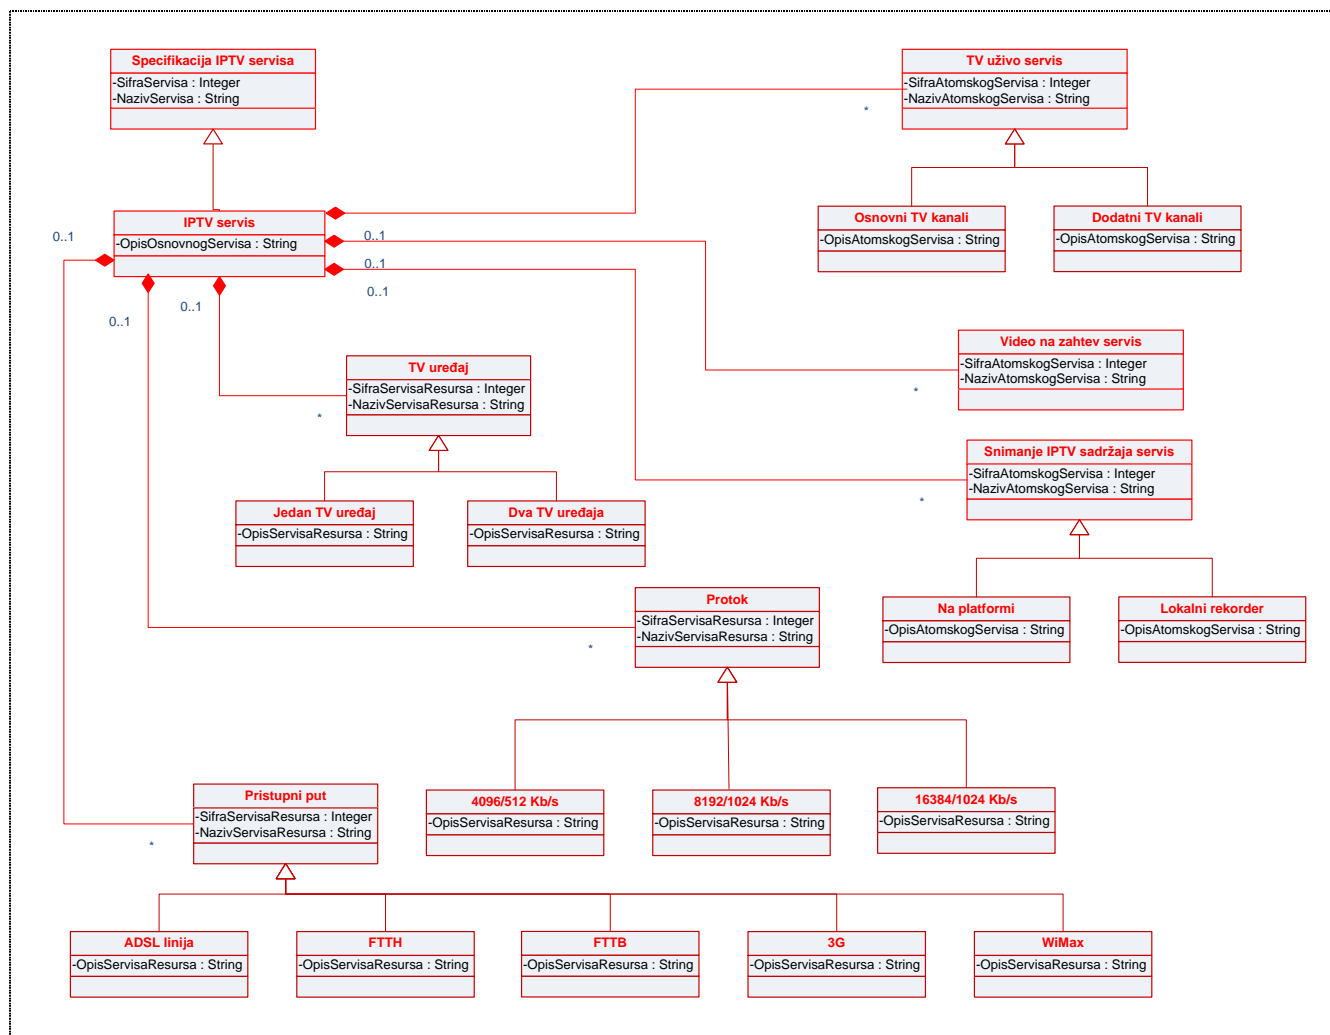 Specifikacija IPTV servisa
-SifraServisa : Integer
-NazivServisa : String
TV uživo servis
-SifraAtomskogServisa : Integer
-NazivAtomskogServisa : String
*
IPTV servis
-OpisOsnovnogServisa : String
0..1
0..1
0..1
0..1
0..1
0..1
Osnovni TV kanali
-OpisAtomskogServisa : String
Dodatni TV kanali
-OpisAtomskogServisa : String
Video na zahtev servis
-SifraAtomskogServisa : Integer
-NazivAtomskogServisa : String
*
TV uređaj
-SifraServisaResursa : Integer
-NazivServisaResursa : String
*
Snimanje IPTV sadržaja servis
-SifraAtomskogServisa : Integer
-NazivAtomskogServisa : String
*
Jedan TV uređaj
-OpisServisaResursa : String
Dva TV uređaja
-OpisServisaResursa : String
Protok
-SifraServisaResursa : Integer
-NazivServisaResursa : String
*
Na platformi
-OpisAtomskogServisa : String
Lokalni rekorder
-OpisAtomskogServisa : String
Pristupni put
-SifraServisaResursa : Integer
-NazivServisaResursa : String
*
4096/512 Kb/s
-OpisServisaResursa : String
8192/1024 Kb/s
-OpisServisaResursa : String
16384/1024 Kb/s
-OpisServisaResursa : String
ADSL linija
-OpisServisaResursa : String
FTTH
-OpisServisaResursa : String
FTTB
-OpisServisaResursa : String
3G
-OpisServisaResursa : String
WiMax
-OpisServisaResursa : String